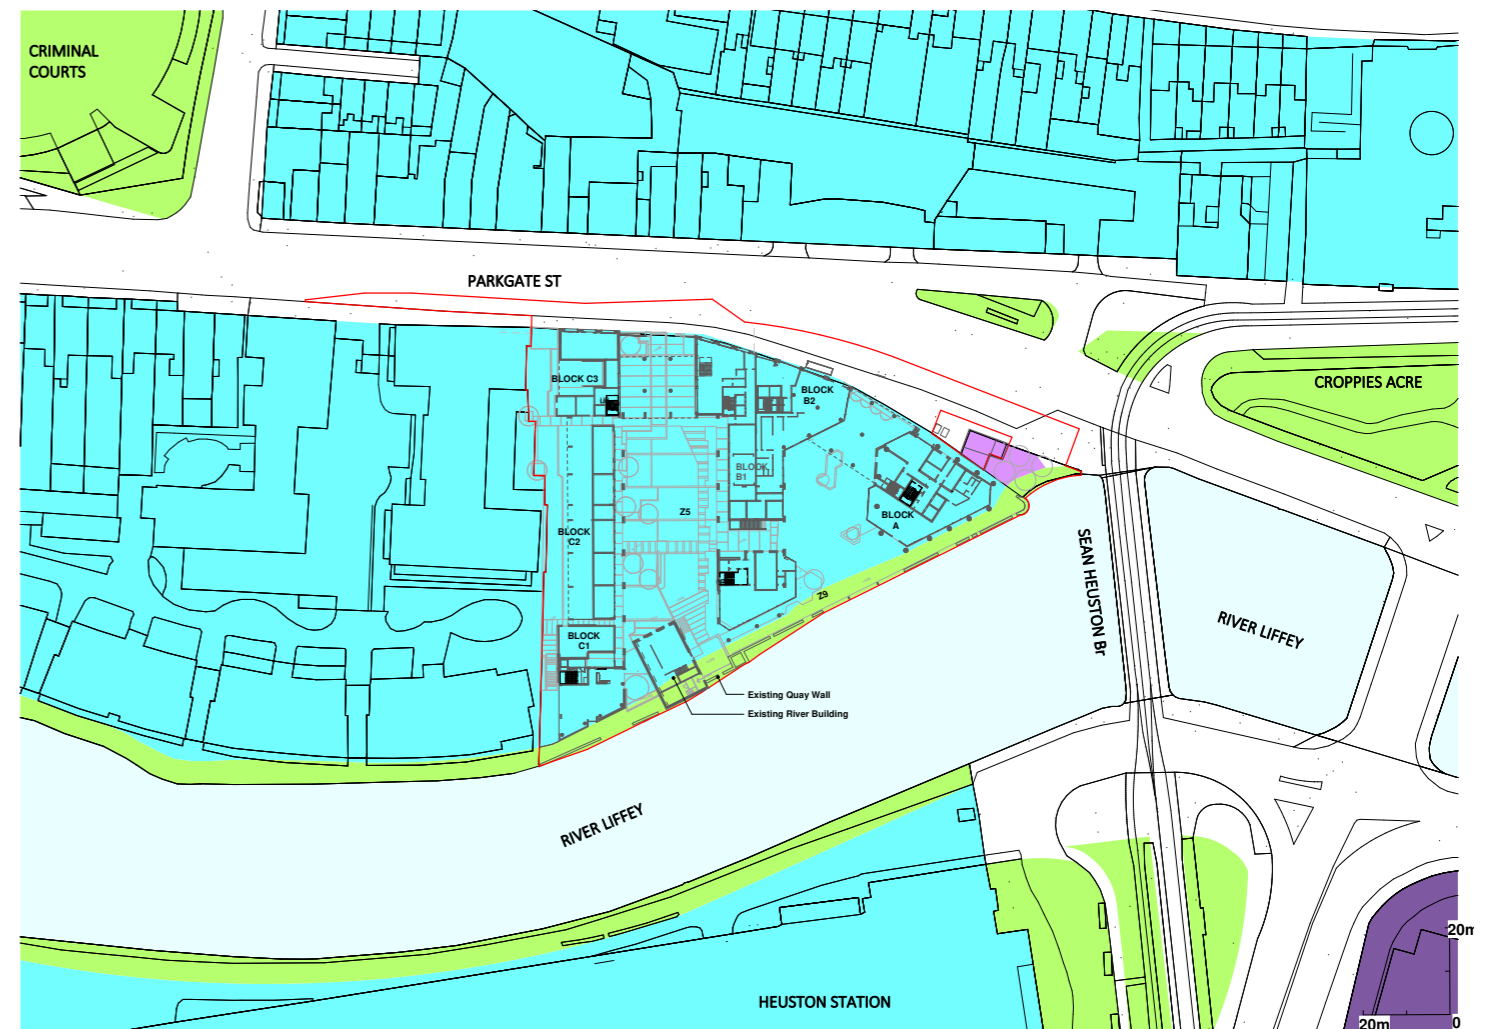 CRIMINAL
COURTS
PARKGATE ST
CROPPIES ACRE
BLOCK C3
BLOCK
B2
BLOCK
B1
BLOCK
A
Z5
BLOCK
C2
SEAN HEUSTON Br
Z9
RIVER LIFFEY
BLOCK
C1
Existing Quay Wall
Existing River Building
RIVER LIFFEY
HEUSTON STATION
20m
20m
0